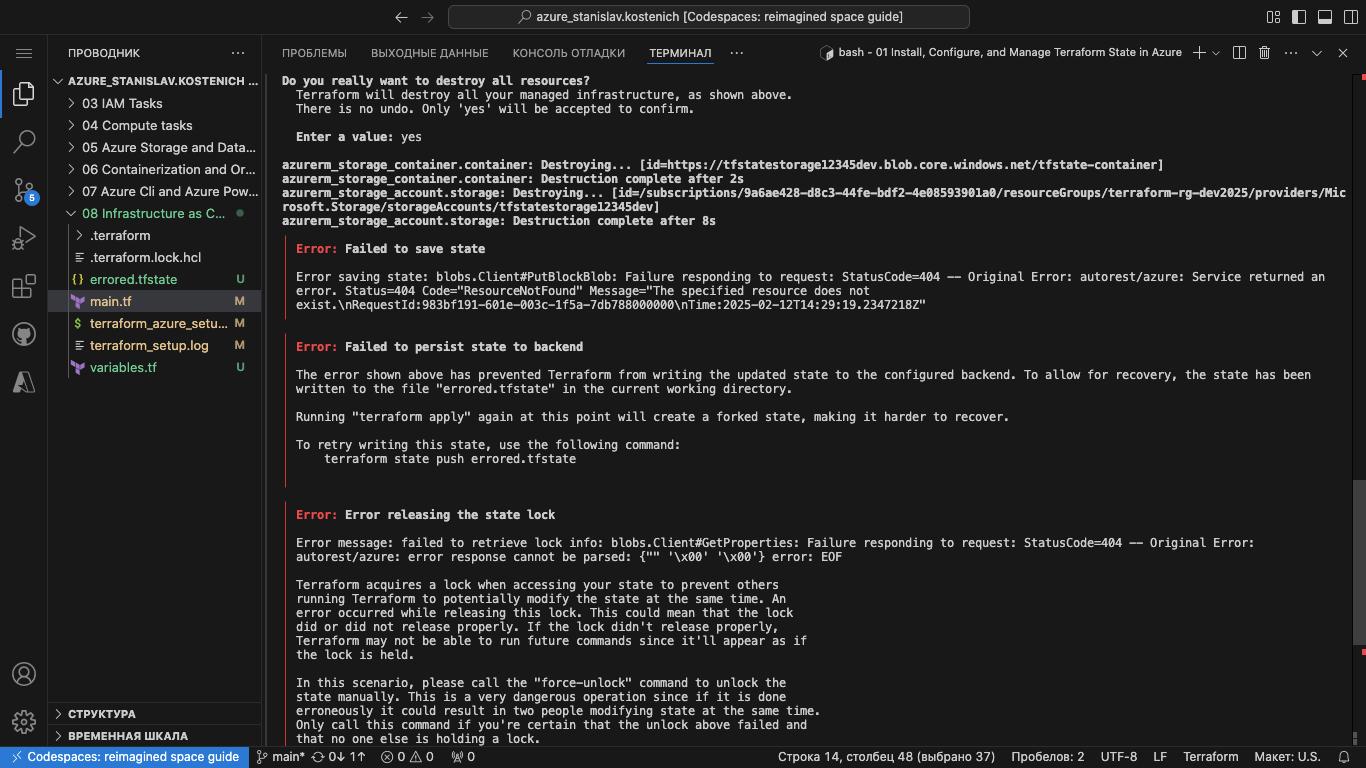 azure_stanislav.kostenich [Codespaces: reimagined space guide]
ПРОВОДНИК
ПРОБЛЕМЫ ВЫХОДНЫЕ ДАННЫЕ КОНСОЛЬ ОТЛАДКИ ТЕРМИНАЛ
bash - 01 Install, Configure, and Manage Terraform State in Azure
AZURE_STANISLAV.KOSTENICH ...
03 IAM Tasks
04 Compute tasks
05 Azure Storage and Data...
06 Containerization and Or...
07 Azure Cli and Azure Pow...
08 Infrastructure as C...
.terraform
.terraform.lock.hcl
errored.tfstate U
main.tf M
terraform_azure_setu... M
terraform_setup.log M
variables.tf U
5
СТРУКТУРА
ВРЕМЕННАЯ ШКАЛА
Do you really want to destroy all resources?
Terraform will destroy all your managed infrastructure, as shown above.
There is no undo. Only 'yes' will be accepted to confirm.
Enter a value: yes
azurerm_storage_container.container: Destroying... [id=https://tfstatestorage12345dev.blob.core.windows.net/tfstate-container]
azurerm_storage_container.container: Destruction complete after 2s
azurerm_storage_account.storage: Destroying... [id=/subscriptions/9a6ae428-d8c3-44fe-bdf2-4e08593901a0/resourceGroups/terraform-rg-dev2025/providers/Mic
rosoft.Storage/storageAccounts/tfstatestorage12345dev]
azurerm_storage_account.storage: Destruction complete after 8s
Error: Failed to save state
Error saving state: blobs.Client#PutBlockBlob: Failure responding to request: StatusCode=404 -- Original Error: autorest/azure: Service returned an
error. Status=404 Code="ResourceNotFound" Message="The specified resource does not
exist.\nRequestId:983bf191-601e-003c-1f5a-7db788000000\nTime:2025-02-12T14:29:19.2347218Z"
Error: Failed to persist state to backend
The error shown above has prevented Terraform from writing the updated state to the configured backend. To allow for recovery, the state has been
written to the file "errored.tfstate" in the current working directory.
Running "terraform apply" again at this point will create a forked state, making it harder to recover.
To retry writing this state, use the following command:
terraform state push errored.tfstate
Error: Error releasing the state lock
Error message: failed to retrieve lock info: blobs.Client#GetProperties: Failure responding to request: StatusCode=404 -- Original Error:
autorest/azure: error response cannot be parsed: {"" '\x00' '\x00'} error: EOF
Terraform acquires a lock when accessing your state to prevent others
running Terraform to potentially modify the state at the same time. An
error occurred while releasing this lock. This could mean that the lock
did or did not release properly. If the lock didn't release properly,
Terraform may not be able to run future commands since it'll appear as if
the lock is held.
In this scenario, please call the "force-unlock" command to unlock the
state manually. This is a very dangerous operation since if it is done
erroneously it could result in two people modifying state at the same time.
Only call this command if you're certain that the unlock above failed and
that no one else is holding a lock.
Codespaces: reimagined space guide main* 0↓ 1↑ 0 0 0 Строка 14, столбец 48 (выбрано 37) Пробелов: 2 UTF-8 LF Terraform Макет: U.S.